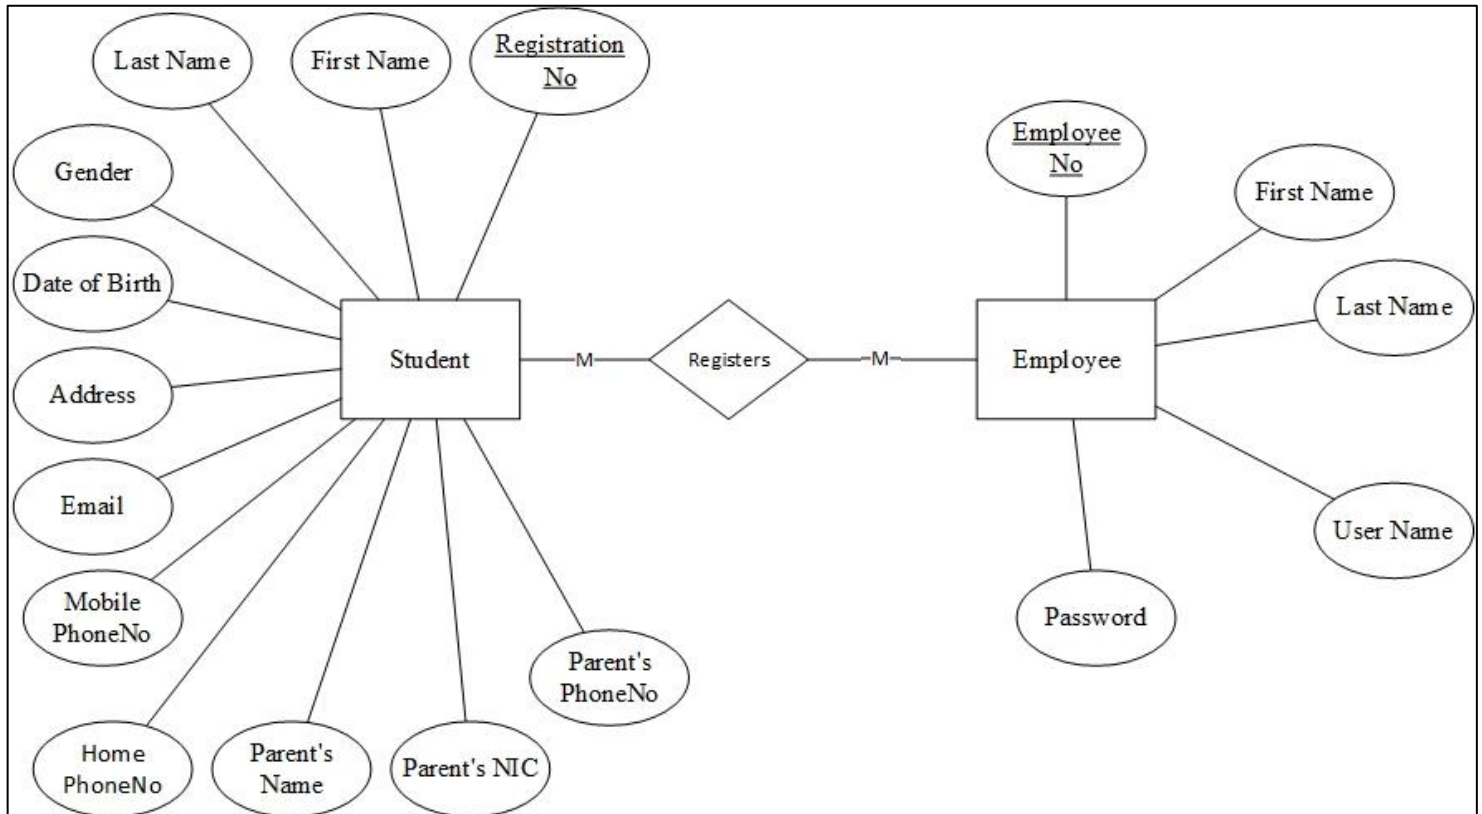 Last Name
First Name
Registration
No
Gender
Date of Birth
Address
Email
Mobile
PhoneNo
Home
PhoneNo
Parent's
Name
Parent's NIC
Parent's
PhoneNo
Student
M
Registers
M
Employee
Employee
No
First Name
Last Name
User Name
Password